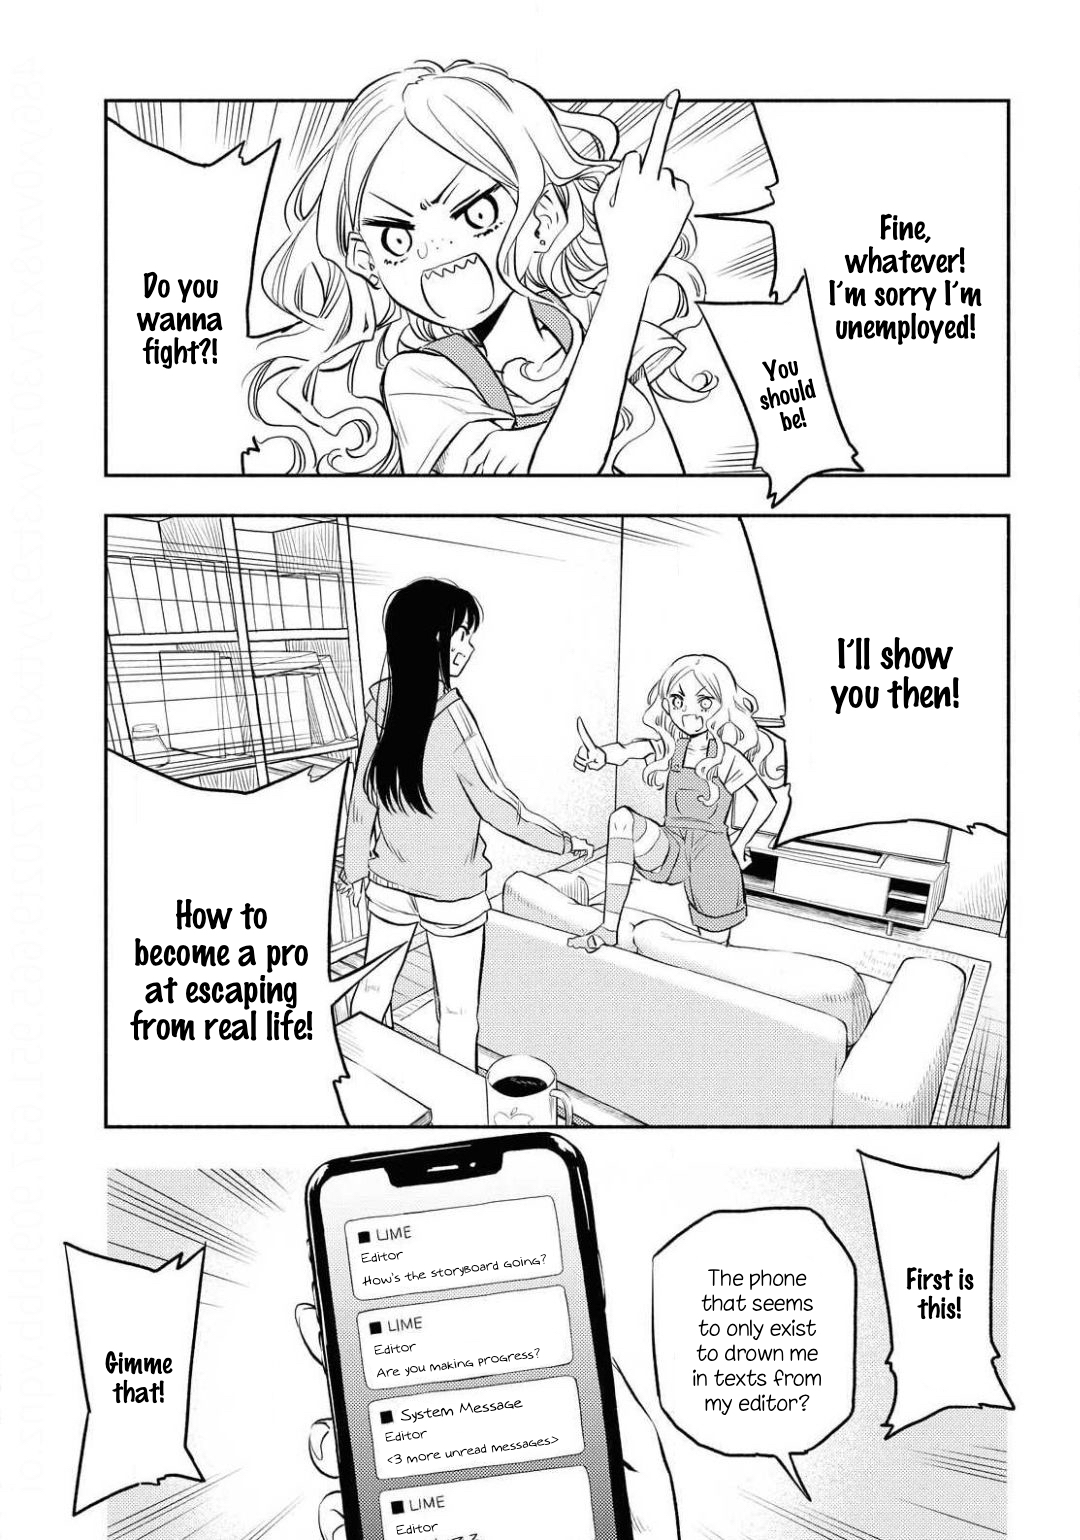 Fine,
whatever!
I'm sorry I'm
unemployed!
You
should
be!
Do you
wanna
fight?!
I'll show
you then!
How to
become a pro
at escaping
from real life!
First is
this!
The phone
that seems
to only exist
to drown me
in texts from
my editor?
LIME
Editor
How's the storyboard going?
LIME
Editor
Are you making progress?
System Message
Editor
<3 more unread messages>
LIME
Editor
Gimme
that!